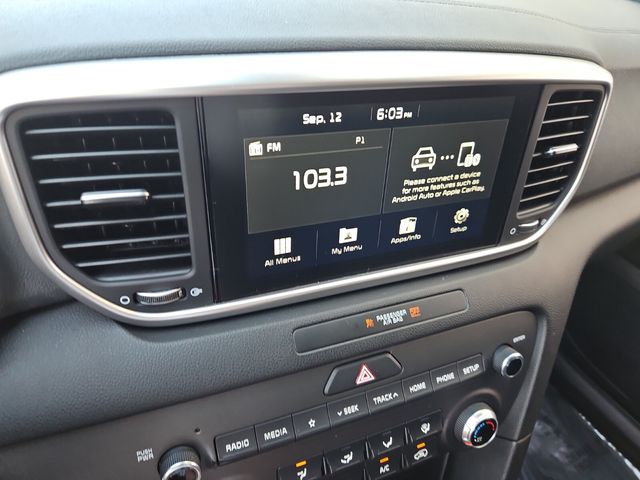 Sep. 12 6:03 PM
FM P1
103.3
Please connect a device
for more features such as
Android Auto or Apple CarPlay.
All Menus My Menu Apps/Info Setup
PASSENGER
AIR BAG OFF
ENTER
RADIO MEDIA ☆ ∨ SEEK TRACK ∧ HOME PHONE SETUP
PUSH
PWR
A/C